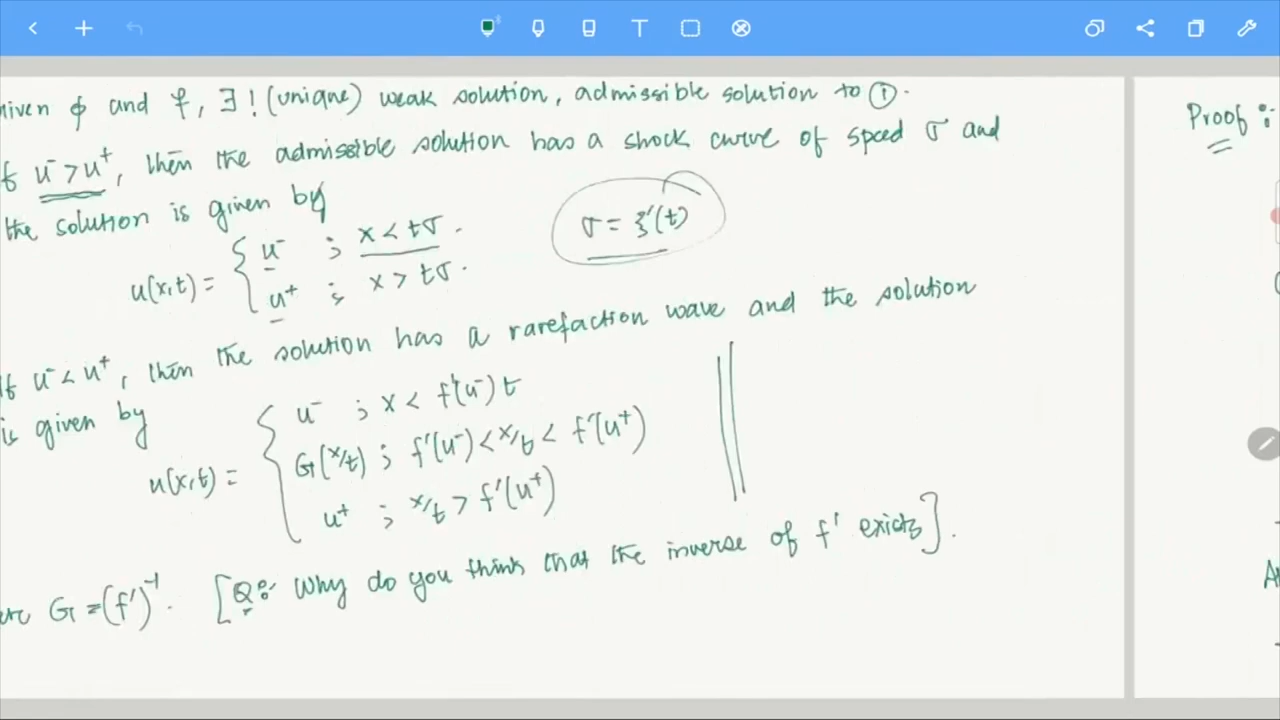 iven ϕ and f, ∃! (unique) weak solution, admissible solution to ①.
If u⁻ > u⁺, then the admissible solution has a shock curve of speed σ and
the solution is given by
σ = ξ'(t)
u(x,t) = { u⁻ ; x < tσ.
u⁺ ; x > tσ.
If u⁻ < u⁺, then the solution has a rarefaction wave and the solution
is given by
u(x,t) = { u⁻ ; x < f'(u⁻)t
G(x/t) ; f'(u⁻) < x/t < f'(u⁺)
u⁺ ; x/t > f'(u⁺)
G = (f')⁻¹. [Q:- Why do you think that the inverse of f' exists].
Proof :-